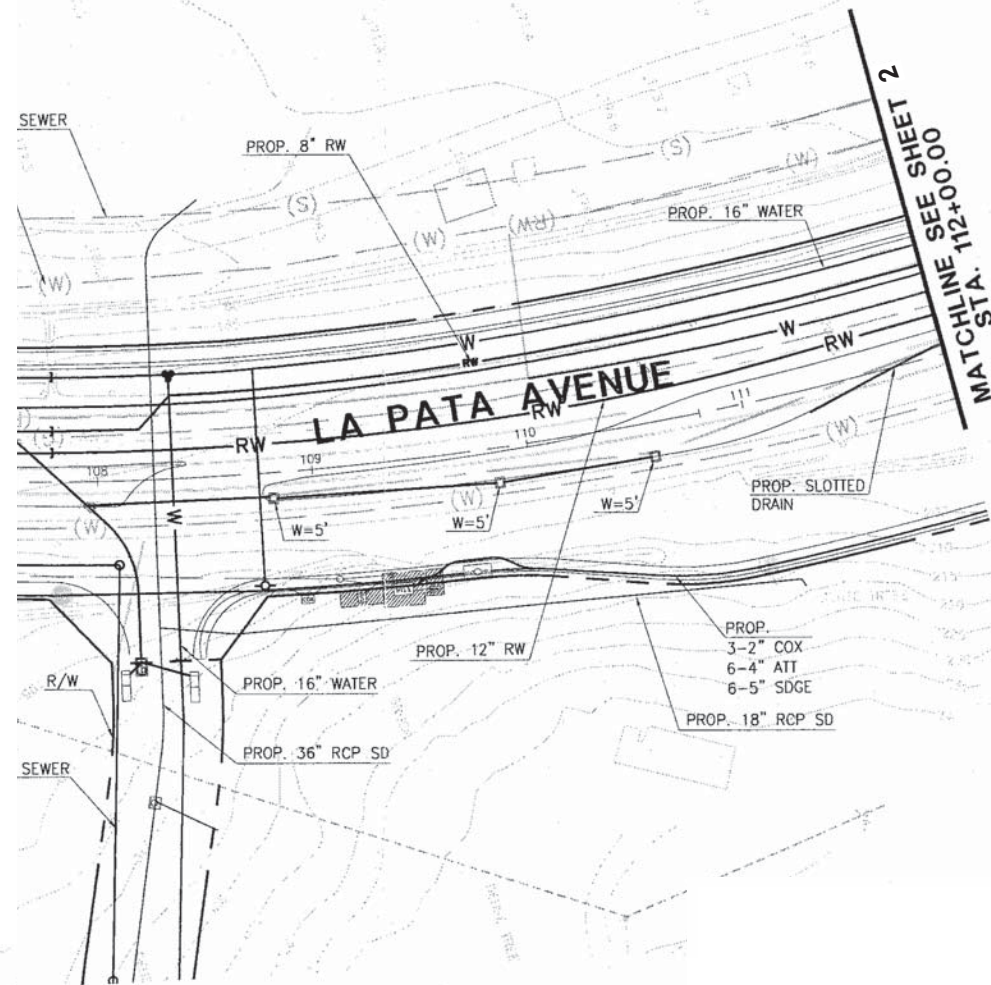 SEWER
PROP. 8" RW
(S)
(S)
(W)
(W)
(RW)
(W)
PROP. 16" WATER
MATCHLINE SEE SHEET 2
STA. 112+00.00
W
RW
W
RW
LA PATA AVENUE
RW
RW
(S)
108
109
110
111
(W)
(W)
(W)
W
W=5'
W=5'
W=5'
PROP. SLOTTED
DRAIN
PROP. 12" RW
PROP.
3-2" COX
6-4" ATT
6-5" SDGE
R/W
PROP. 16" WATER
PROP. 18" RCP SD
PROP. 36" RCP SD
SEWER